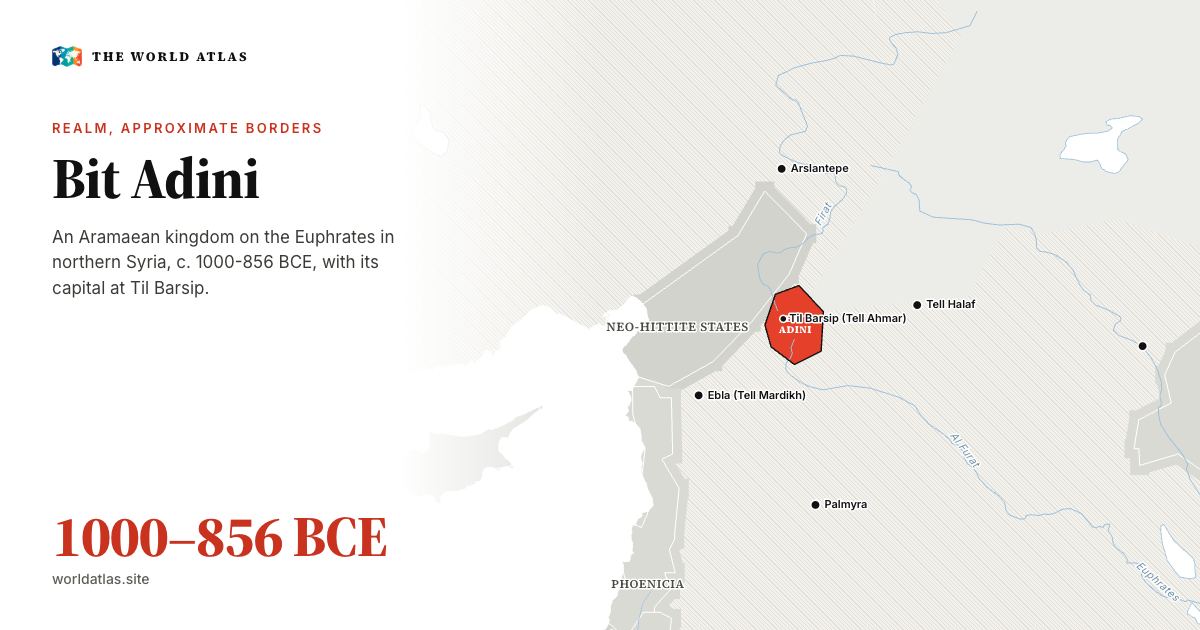 THE WORLD ATLAS
REALM, APPROXIMATE BORDERS
Bit Adini
An Aramaean kingdom on the Euphrates in
northern Syria, c. 1000-856 BCE, with its
capital at Til Barsip.
1000–856 BCE
worldatlas.site
Arslantepe
Firat
Tell Halaf
Til Barsip (Tell Ahmar)
NEO-HITTITE STATES
ADINI
Ebla (Tell Mardikh)
Al Furat
Palmyra
Euphrates
PHOENICIA